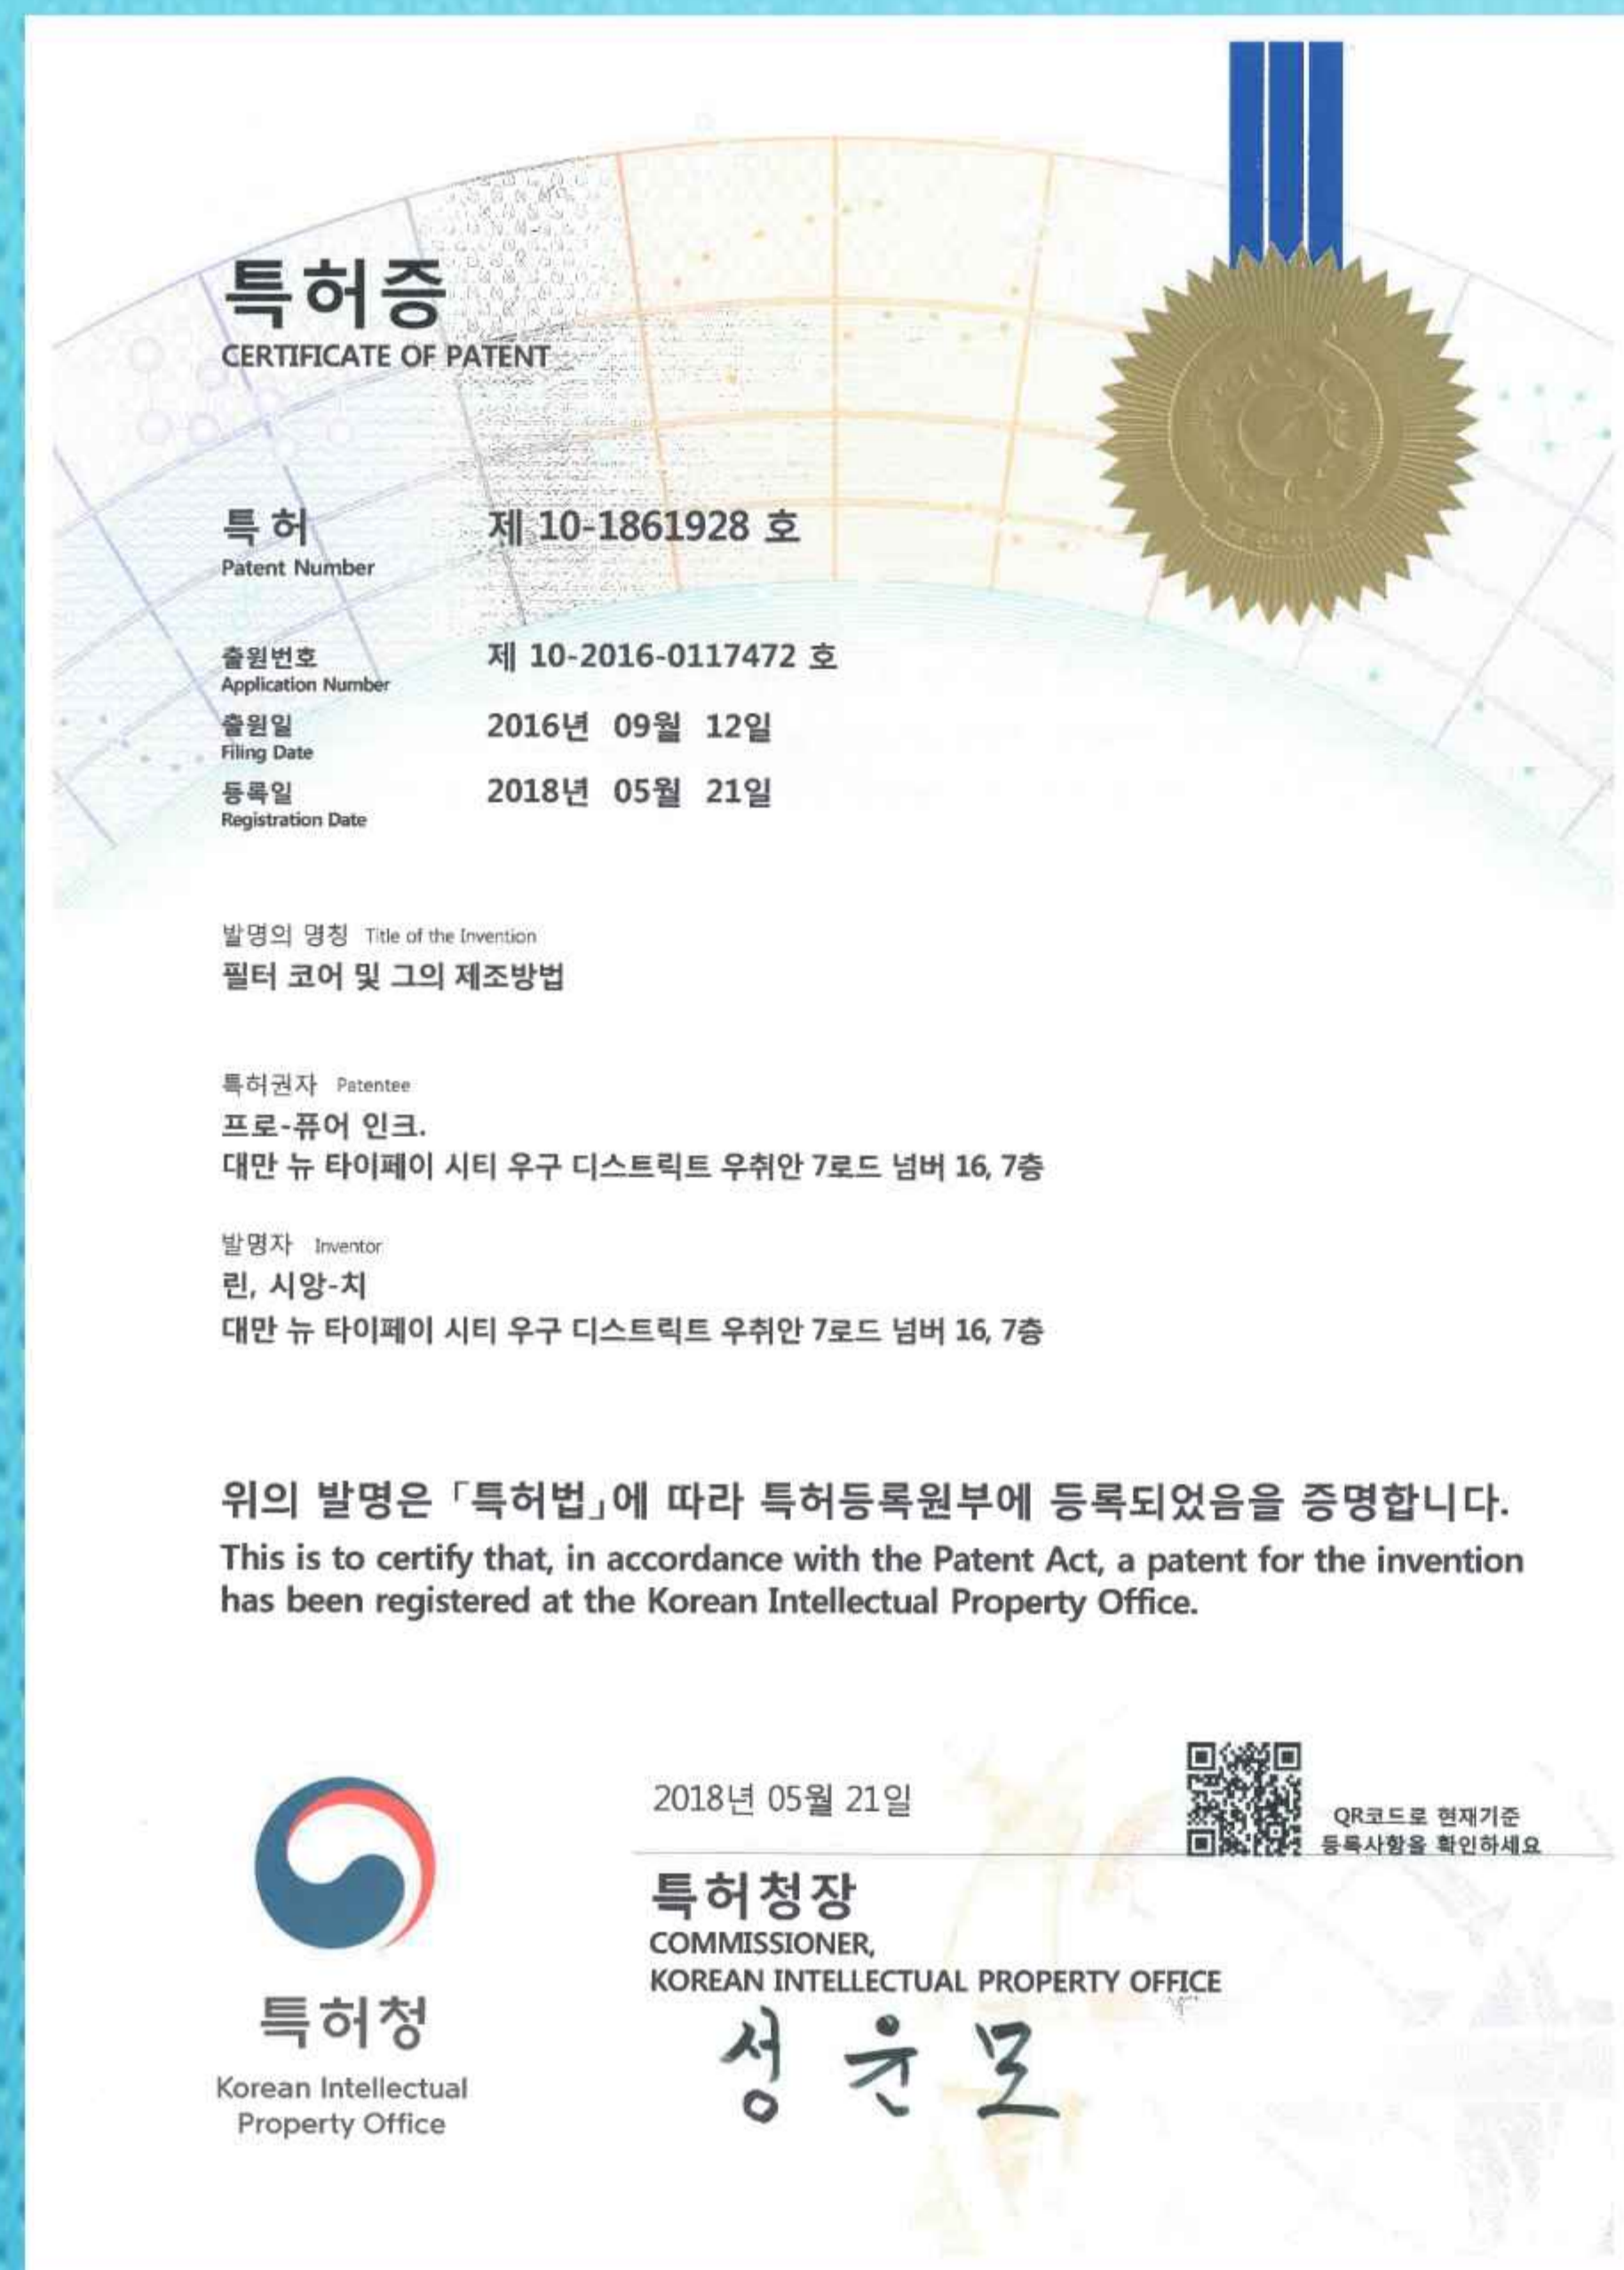 특허증
CERTIFICATE OF PATENT
특허 제 10-1861928 호
Patent Number
출원번호 제 10-2016-0117472 호
Application Number
출원일 2016년 09월 12일
Filing Date
등록일 2018년 05월 21일
Registration Date
발명의 명칭 Title of the Invention
필터 코어 및 그의 제조방법
특허권자 Patentee
프로-퓨어 인크.
대만 뉴 타이페이 시티 우구 디스트릭트 우취안 7로드 넘버 16, 7층
발명자 Inventor
린, 시앙-치
대만 뉴 타이페이 시티 우구 디스트릭트 우취안 7로드 넘버 16, 7층
위의 발명은 「특허법」에 따라 특허등록원부에 등록되었음을 증명합니다.
This is to certify that, in accordance with the Patent Act, a patent for the invention
has been registered at the Korean Intellectual Property Office.
2018년 05월 21일
QR코드로 현재기준
등록사항을 확인하세요
특허청장
COMMISSIONER,
KOREAN INTELLECTUAL PROPERTY OFFICE
성윤모
특허청
Korean Intellectual
Property Office